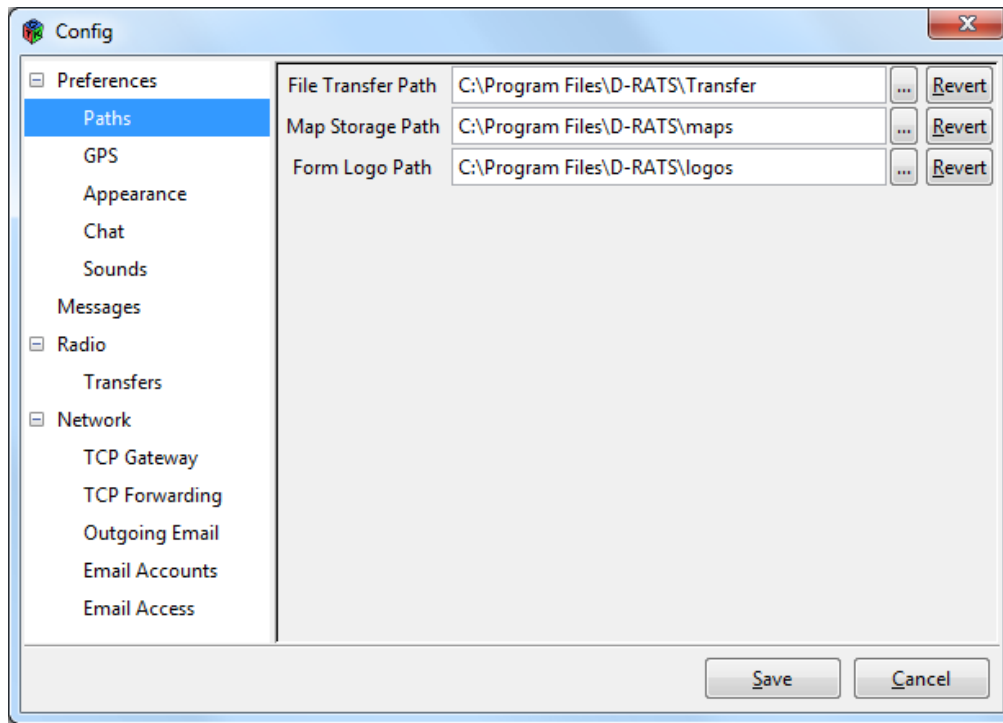 Config
Preferences
Paths
GPS
Appearance
Chat
Sounds
Messages
Radio
Transfers
Network
TCP Gateway
TCP Forwarding
Outgoing Email
Email Accounts
Email Access
File Transfer Path C:\Program Files\D-RATS\Transfer ... Revert
Map Storage Path C:\Program Files\D-RATS\maps ... Revert
Form Logo Path C:\Program Files\D-RATS\logos ... Revert
Save Cancel